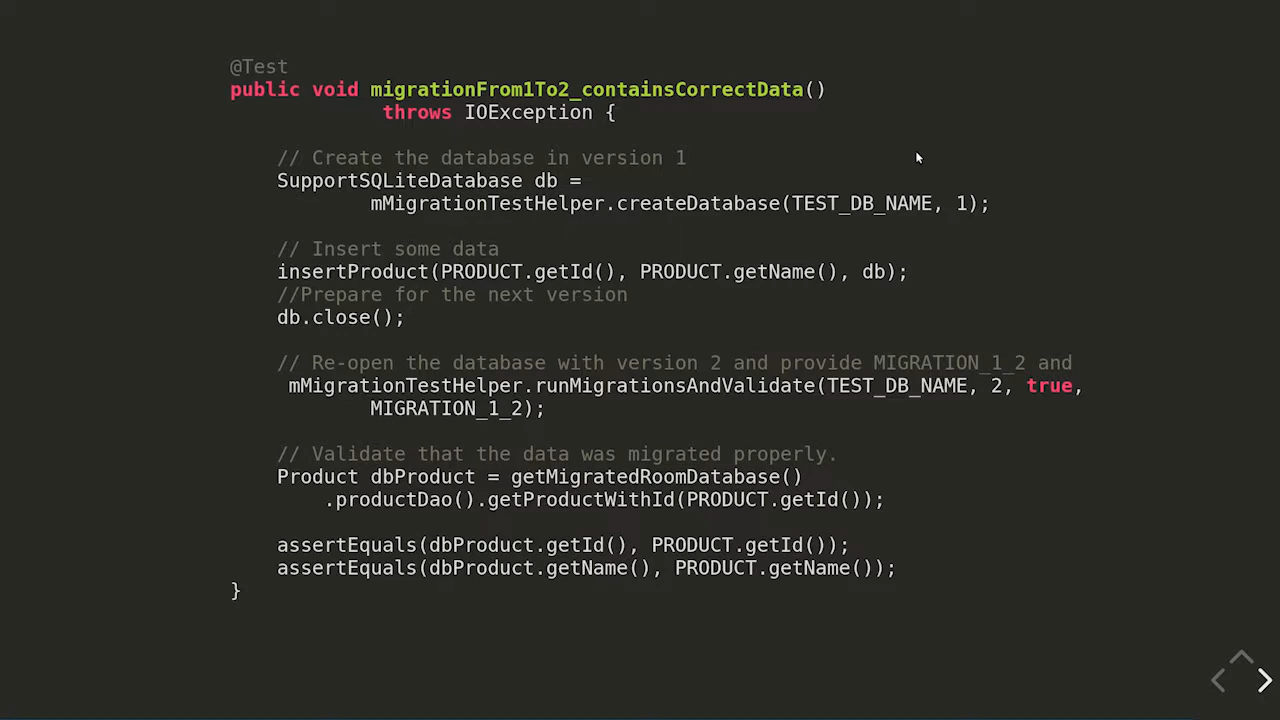 @Test
public void migrationFrom1To2_containsCorrectData()
throws IOException {
// Create the database in version 1
SupportSQLiteDatabase db =
mMigrationTestHelper.createDatabase(TEST_DB_NAME, 1);
// Insert some data
insertProduct(PRODUCT.getId(), PRODUCT.getName(), db);
//Prepare for the next version
db.close();
// Re-open the database with version 2 and provide MIGRATION_1_2 and
mMigrationTestHelper.runMigrationsAndValidate(TEST_DB_NAME, 2, true,
MIGRATION_1_2);
// Validate that the data was migrated properly.
Product dbProduct = getMigratedRoomDatabase()
.productDao().getProductWithId(PRODUCT.getId());
assertEquals(dbProduct.getId(), PRODUCT.getId());
assertEquals(dbProduct.getName(), PRODUCT.getName());
}